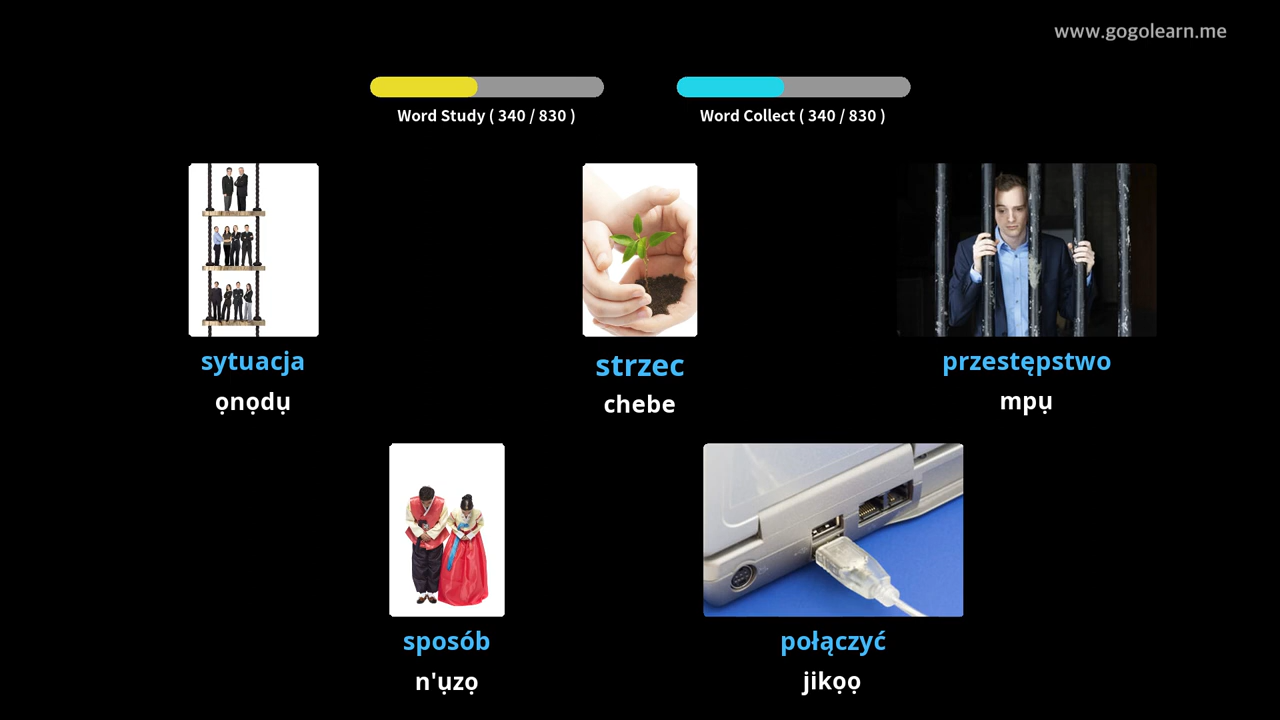 www.gogolearn.me
Word Study ( 340 / 830 )
Word Collect ( 340 / 830 )
sytuacja
ọnọdụ
strzec
chebe
przestępstwo
mpụ
sposób
n'ụzọ
połączyć
jikọọ